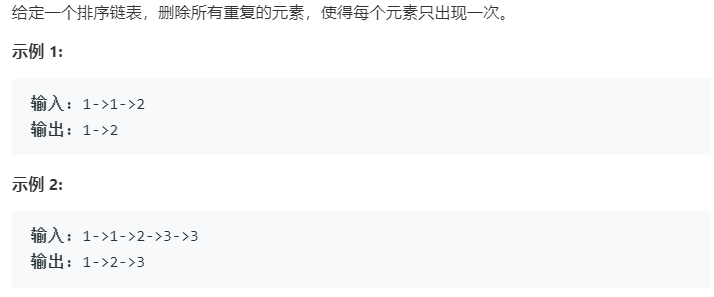 给定一个排序链表，删除所有重复的元素，使得每个元素只出现一次。
示例 1:
输入: 1->1->2
输出: 1->2
示例 2:
输入: 1->1->2->3->3
输出: 1->2->3